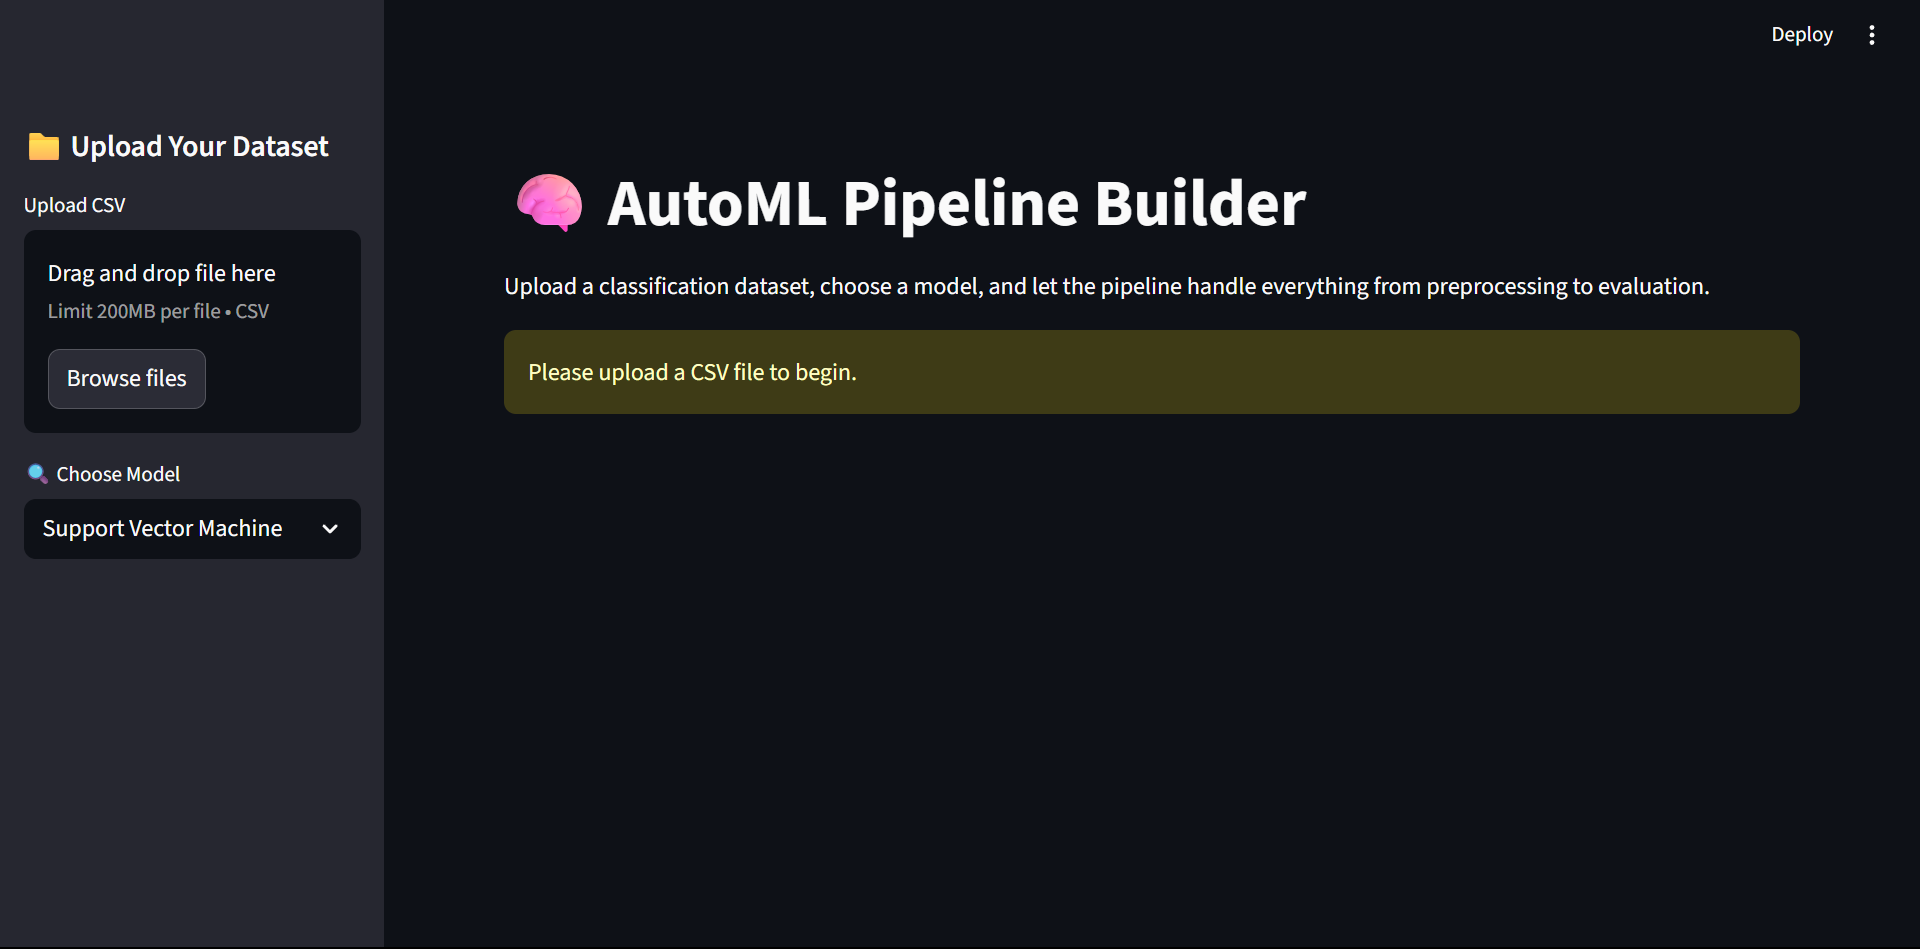 Deploy
Upload Your Dataset
Upload CSV
Drag and drop file here
Limit 200MB per file • CSV
Browse files
Choose Model
Support Vector Machine
AutoML Pipeline Builder
Upload a classification dataset, choose a model, and let the pipeline handle everything from preprocessing to evaluation.
Please upload a CSV file to begin.